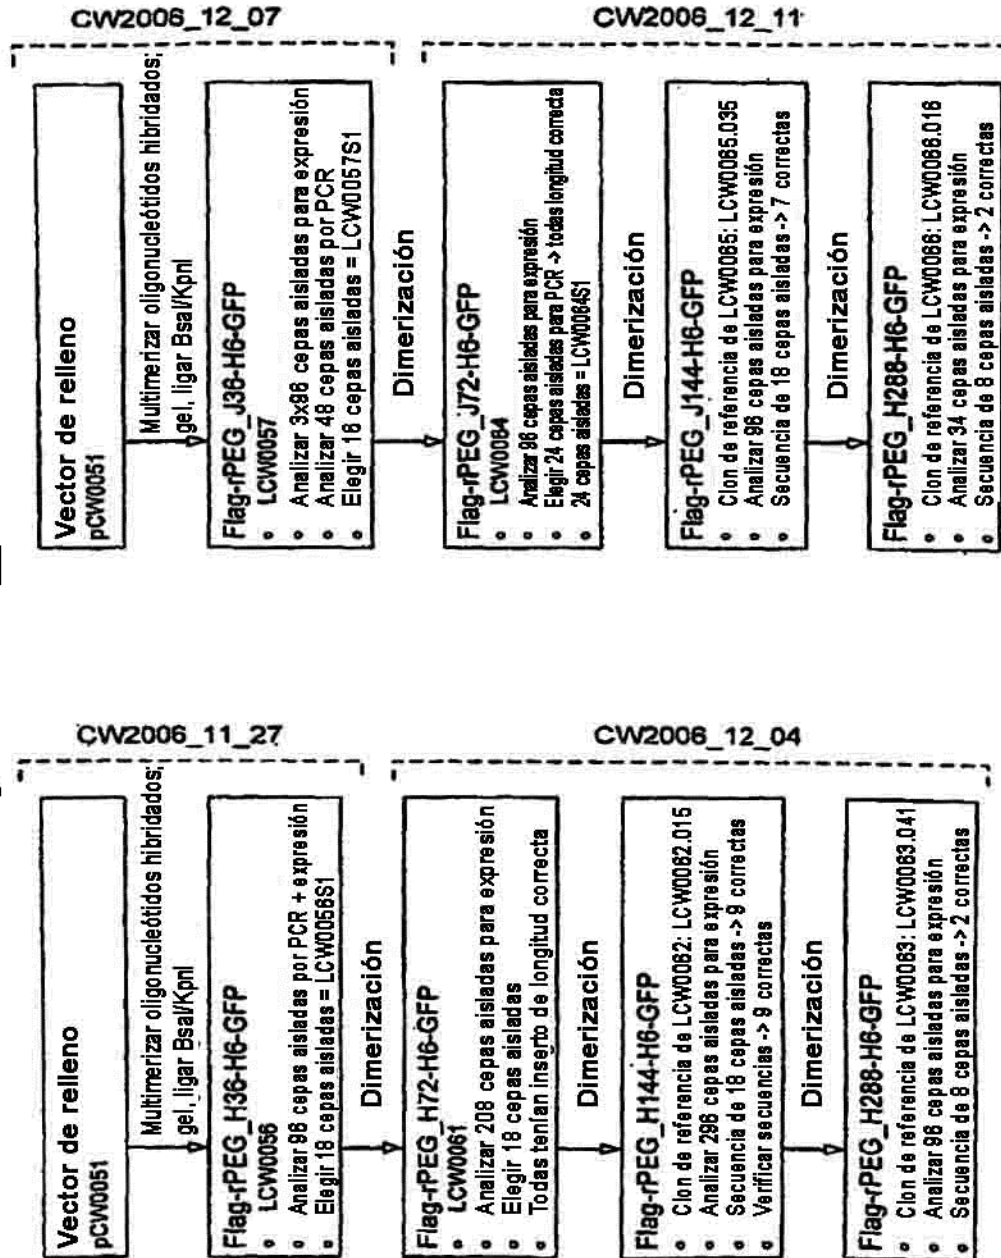 CW2006_11_27
Vector de relleno
pCW0051
Multimerizar oligonucleótidos hibridados;
gel, ligar BsaI/KpnI
Flag-rPEG_H36-H6-GFP
• LCW0056
• Analizar 96 cepas aisladas por PCR + expresión
• Elegir 18 cepas aisladas = LCW0056S1
Dimerización
CW2006_12_04
Flag-rPEG_H72-H6-GFP
• LCW0061
• Analizar 208 cepas aisladas para expresión
• Elegir 18 cepas aisladas
• Todas tenían inserto de longitud correcta
Dimerización
Flag-rPEG_H144-H6-GFP
• Clon de referencia de LCW0062: LCW0062.015
• Analizar 296 cepas aisladas para expresión
• Secuencia de 18 cepas aisladas -> 9 correctas
• Verificar secuencias -> 9 correctas
Dimerización
Flag-rPEG_H288-H6-GFP
• Clon de referencia de LCW0063: LCW0063.041
• Analizar 96 cepas aisladas para expresión
• Secuencia de 8 cepas aisladas -> 2 correctas
CW2006_12_07
Vector de relleno
pCW0051
Multimerizar oligonucleótidos hibridados;
gel, ligar BsaI/KpnI
Flag-rPEG_J36-H6-GFP
• LCW0057
• Analizar 3x96 cepas aisladas para expresión
• Analizar 48 cepas aisladas por PCR
• Elegir 18 cepas aisladas = LCW0057S1
Dimerización
CW2006_12_11
Flag-rPEG_J72-H6-GFP
• LCW0064
• Analizar 96 cepas aisladas para expresión
• Elegir 24 cepas aisladas para PCR -> todas longitud correcta
• 24 cepas aisladas = LCW0064S1
Dimerización
Flag-rPEG_J144-H6-GFP
• Clon de referencia de LCW0065: LCW0065.035
• Analizar 96 cepas aisladas para expresión
• Secuencia de 18 cepas aisladas -> 7 correctas
Dimerización
Flag-rPEG_H288-H6-GFP
• Clon de referencia de LCW0066: LCW0066.016
• Analizar 34 cepas aisladas para expresión
• Secuencia de 8 cepas aisladas -> 2 correctas